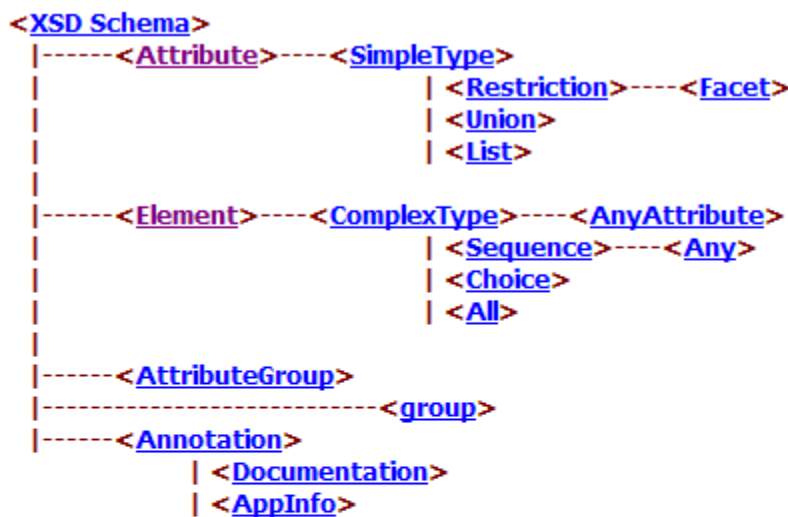 <XSD Schema>
|------<Attribute>----<SimpleType>
| | <Restriction>----<Facet>
| | <Union>
| | <List>
|
|------<Element>----<ComplexType>----<AnyAttribute>
| | <Sequence>----<Any>
| | <Choice>
| | <All>
|
|------<AttributeGroup>
|----------------------------<group>
|------<Annotation>
| <Documentation>
| <AppInfo>